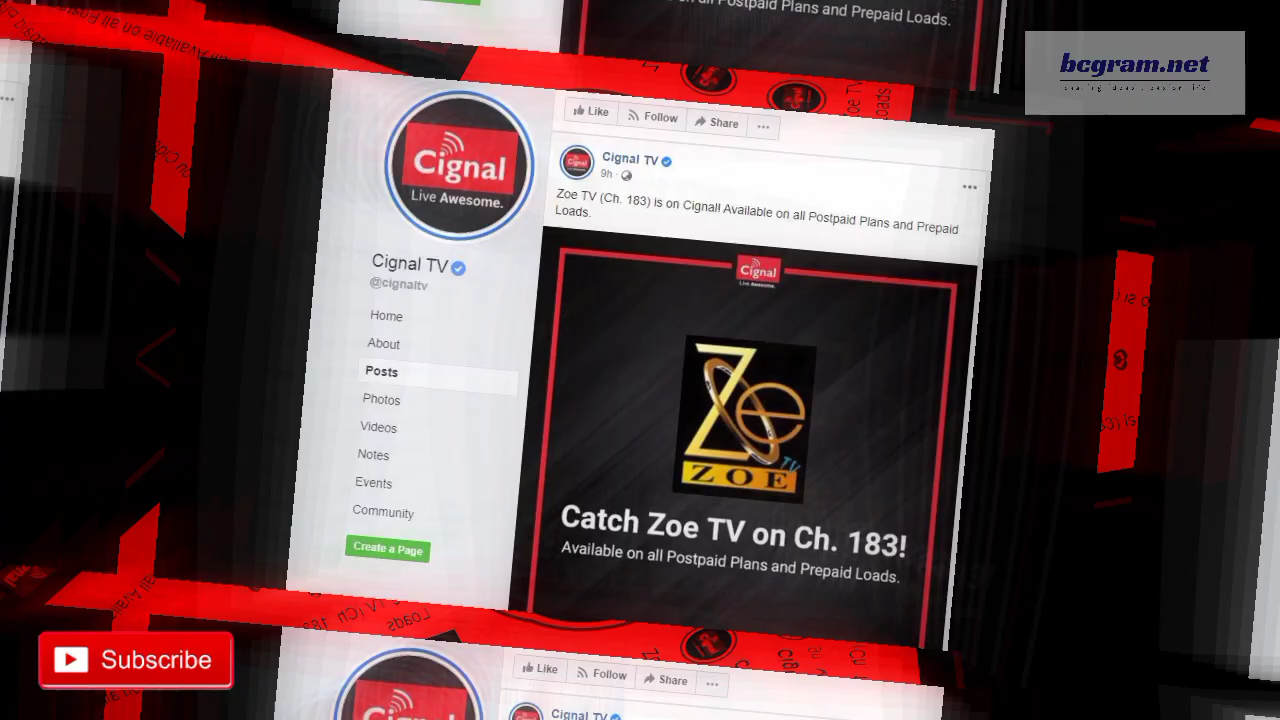 on all Postpaid Plans and Prepaid Loads.
bcgram.net
Like Follow Share
Cignal
Live Awesome.
Cignal TV
9h
Zoe TV (Ch. 183) is on Cignal! Available on all Postpaid Plans and Prepaid
Loads.
Cignal TV
@cignaltv
Home
About
Posts
Photos
Videos
Notes
Events
Community
Create a Page
Cignal
Live Awesome.
Zoe
TV
ZOE
Catch Zoe TV on Ch. 183!
Available on all Postpaid Plans and Prepaid Loads.
Subscribe
Like Follow Share
Cignal
Cignal TV